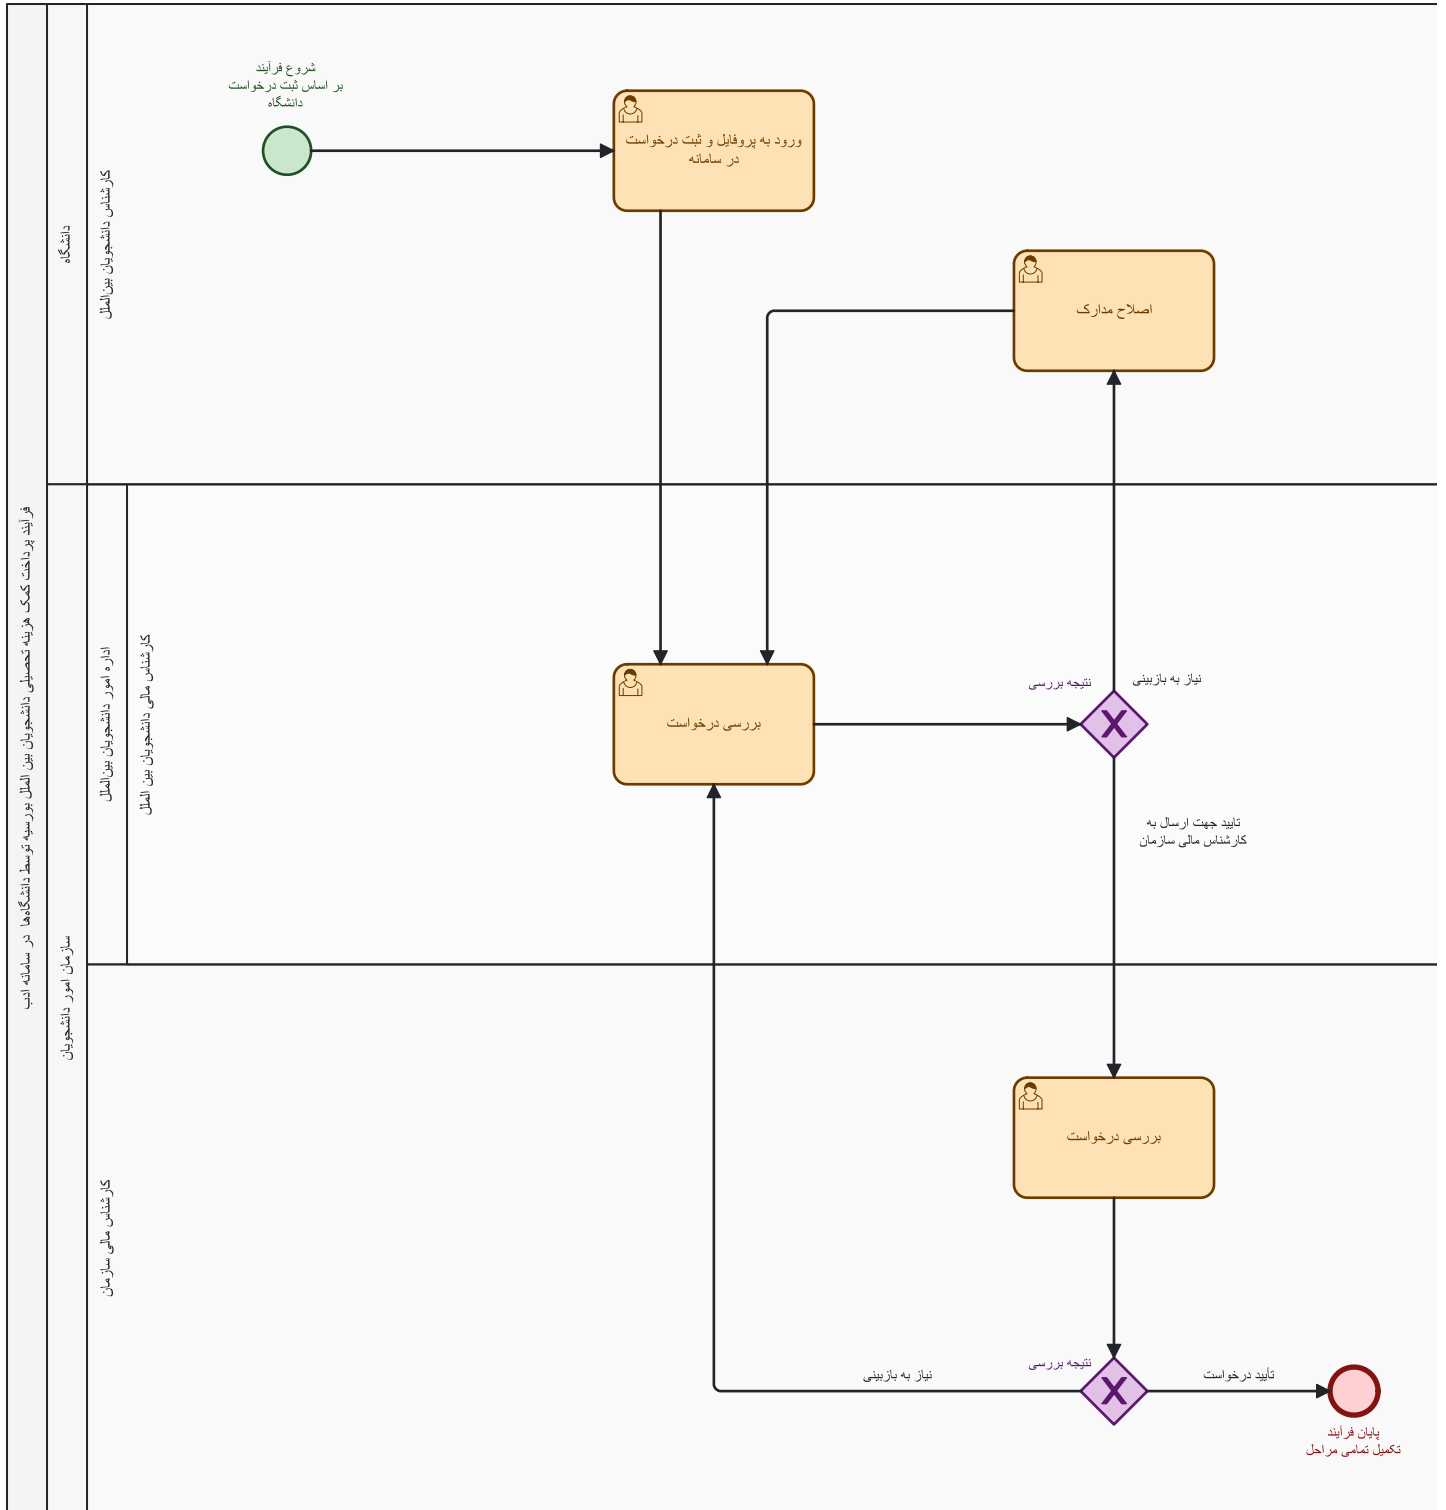 فرآیند پرداخت کمک هزینه تحصیلی دانشجویان بین الملل بورسیه توسط دانشگاه‌ها در سامانه ادب
دانشگاه
کارشناس دانشجویان بین‌الملل
شروع فرآیند
بر اساس ثبت درخواست
دانشگاه
ورود به پروفایل و ثبت درخواست
در سامانه
اصلاح مدارک
سازمان امور دانشجویان
اداره امور دانشجویان بین‌الملل
کارشناس مالی دانشجویان بین الملل
بررسی درخواست
نتیجه بررسی
نیاز به بازبینی
تایید جهت ارسال به
کارشناس مالی سازمان
کارشناس مالی سازمان
بررسی درخواست
نتیجه بررسی
نیاز به بازبینی
تأیید درخواست
پایان فرآیند
تکمیل تمامی مراحل